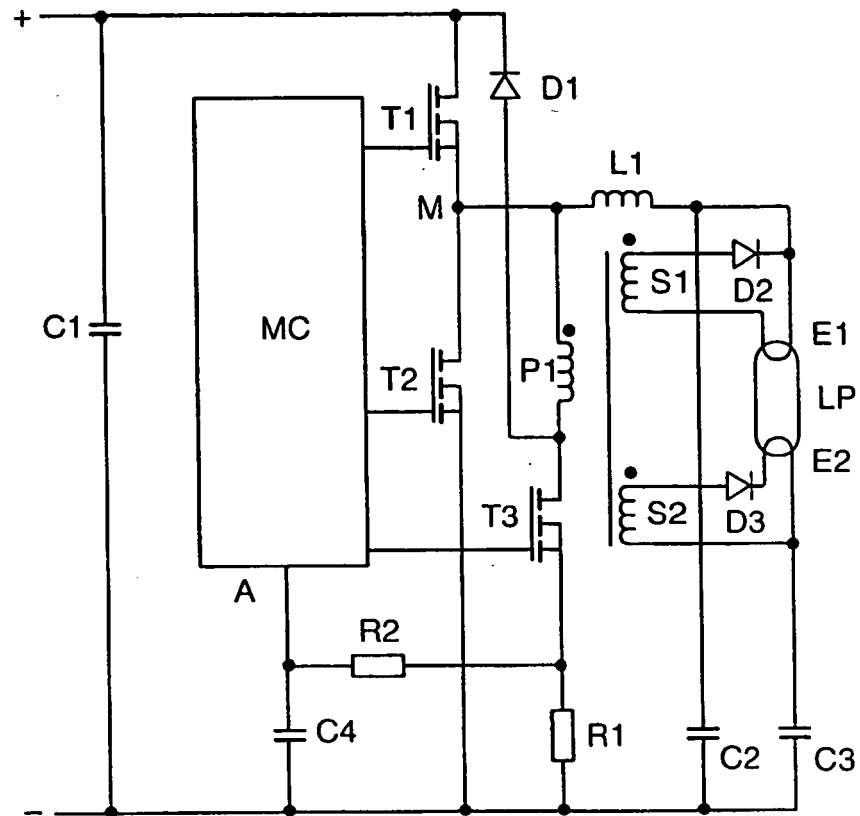 +
D1
T1
L1
M
S1
D2
C1
MC
E1
T2
P1
LP
E2
T3
S2
D3
A
R2
C4
R1
C2
C3
–